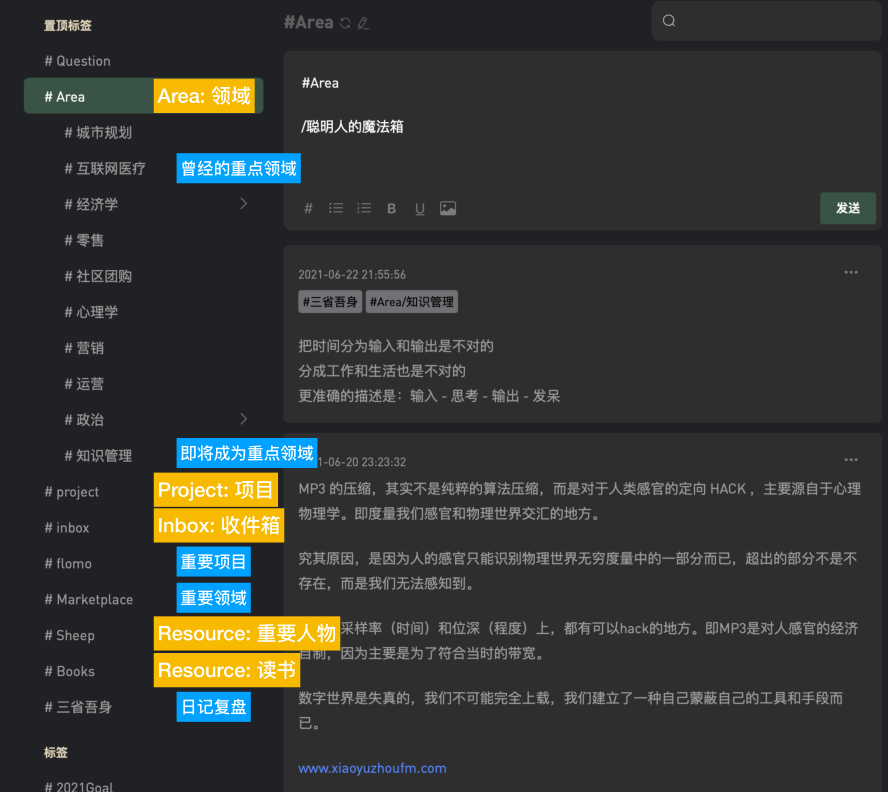 置顶标签
# Question
# Area
Area: 领域
# 城市规划
# 互联网医疗
曾经的重点领域
# 经济学
# 零售
# 社区团购
# 心理学
# 营销
# 运营
# 政治
# 知识管理
即将成为重点领域
# project
Project: 项目
# inbox
Inbox: 收件箱
# flomo
重要项目
# Marketplace
重要领域
# Sheep
Resource: 重要人物
# Books
Resource: 读书
# 三省吾身
日记复盘
标签
# 2021Goal
#Area
#Area
/聪明人的魔法箱
# B U
发送
2021-06-22 21:55:56
#三省吾身 #Area/知识管理
把时间分为输入和输出是不对的
分成工作和生活也是不对的
更准确的描述是：输入 - 思考 - 输出 - 发呆
1-06-20 23:23:32
MP3 的压缩，其实不是纯粹的算法压缩，而是对于人类感官的定向 HACK ，主要源自于心理
物理学。即度量我们感官和物理世界交汇的地方。
究其原因，是因为人的感官只能识别物理世界无穷度量中的一部分而已，超出的部分不是不
存在，而是我们无法感知到。
采样率（时间）和位深（程度）上，都有可以hack的地方。即MP3是对人感官的经济
自制，因为主要是为了符合当时的带宽。
数字世界是失真的，我们不可能完全上载，我们建立了一种自己蒙蔽自己的工具和手段而
已。
www.xiaoyuzhoufm.com